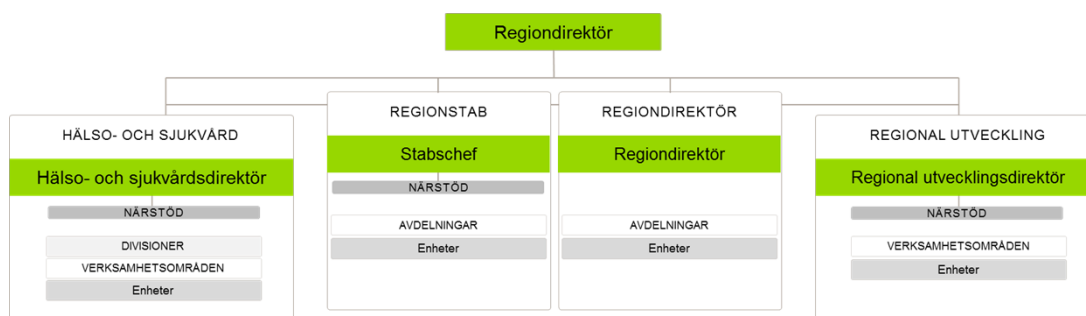 Regiondirektör
HÄLSO- OCH SJUKVÅRD
Hälso- och sjukvårdsdirektör
NÄRSTÖD
DIVISIONER
VERKSAMHETSOMRÅDEN
Enheter
REGIONSTAB
Stabschef
NÄRSTÖD
AVDELNINGAR
Enheter
REGIONDIREKTÖR
Regiondirektör
AVDELNINGAR
Enheter
REGIONAL UTVECKLING
Regional utvecklingsdirektör
NÄRSTÖD
VERKSAMHETSOMRÅDEN
Enheter